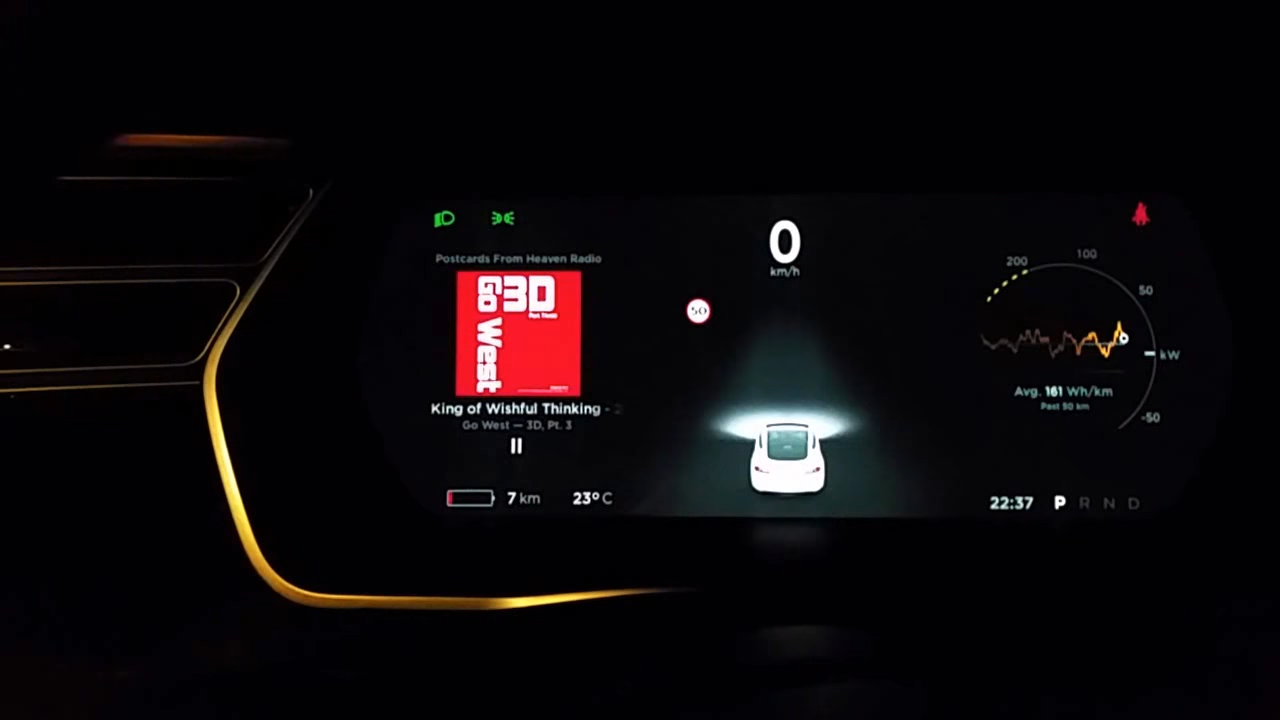 0
km/h
Postcards From Heaven Radio
3D
Go West
King of Wishful Thinking -
Go West — 3D, Pt. 3
7 km
23°C
50
200
100
50
kW
-50
Avg. 161 Wh/km
Past 50 km
22:37
P R N D